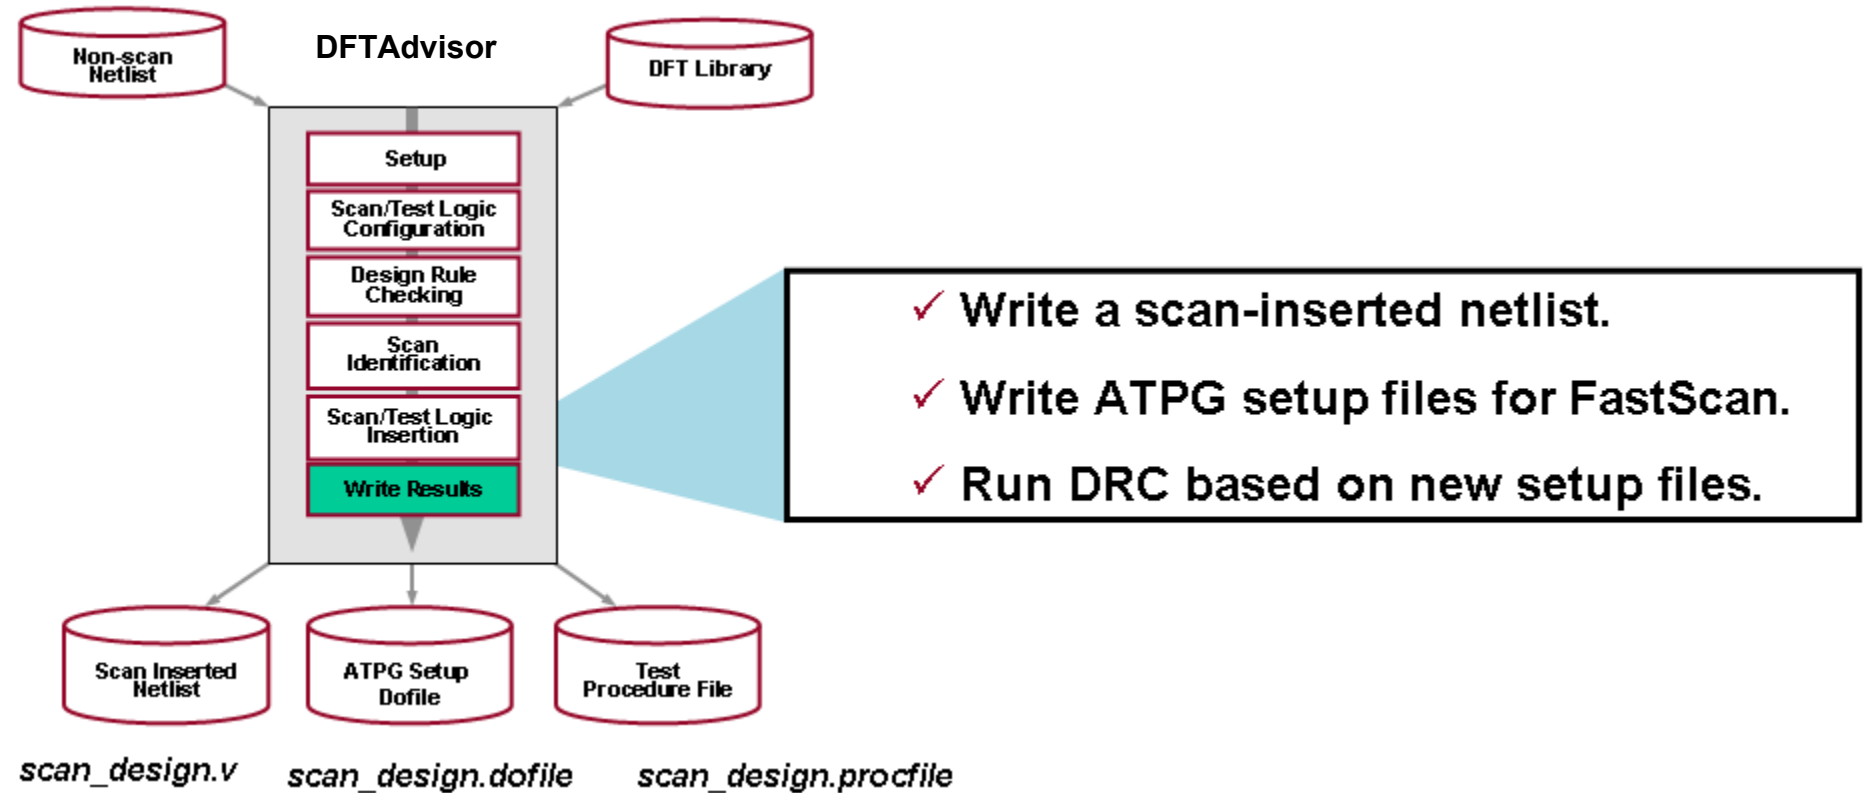 Non-scan
Netlist
DFTAdvisor
DFT Library
Setup
Scan/Test Logic
Configuration
Design Rule
Checking
Scan
Identification
Scan/Test Logic
Insertion
Write Results
✓ Write a scan-inserted netlist.
✓ Write ATPG setup files for FastScan.
✓ Run DRC based on new setup files.
Scan Inserted
Netlist
ATPG Setup
Dofile
Test
Procedure File
scan_design.v
scan_design.dofile
scan_design.procfile